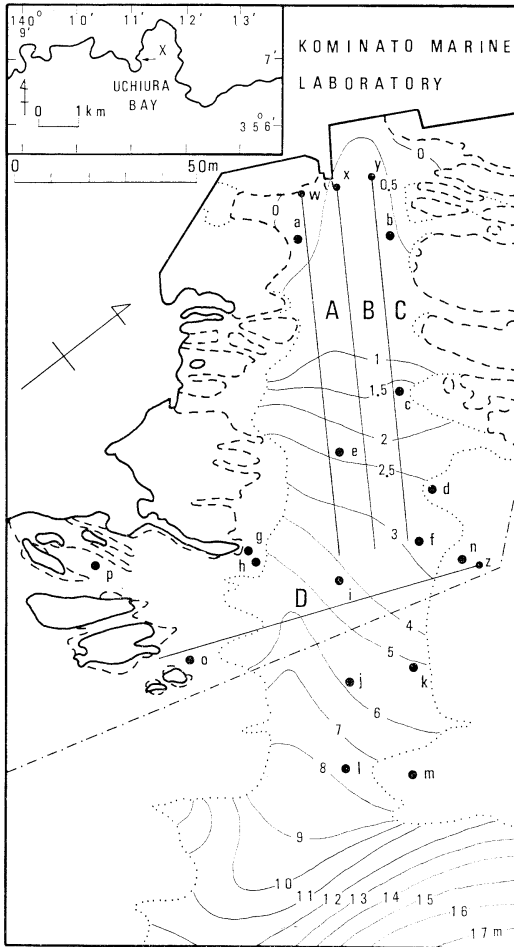 140° 10' 11' 12' 13'
9'
X
7'
UCHIURA
BAY
4
0 1km
35° 6'
KOMINATO MARINE
LABORATORY
0 50m
0
y
x 0.5
w
0
a b
A B C
1
1.5
c
2
e
2.5
d
3 f
g n
h z
i
p
D
4
o 5 k
j
6
7
8 l m
9
10
11 12 13 14 15
16
17m